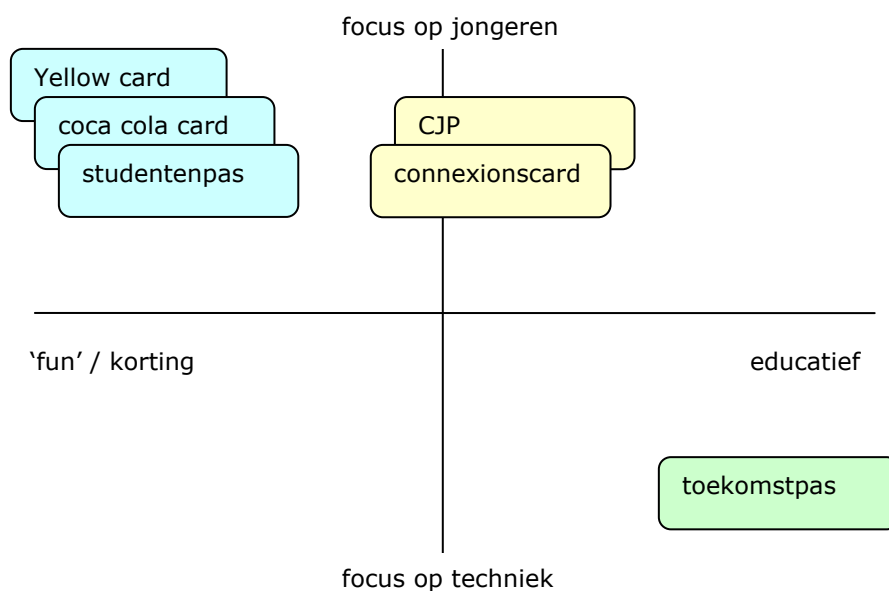 focus op jongeren
Yellow card
coca cola card
studentenpas
CJP
connexionscard
‘fun’ / korting
educatief
toekomstpas
focus op techniek